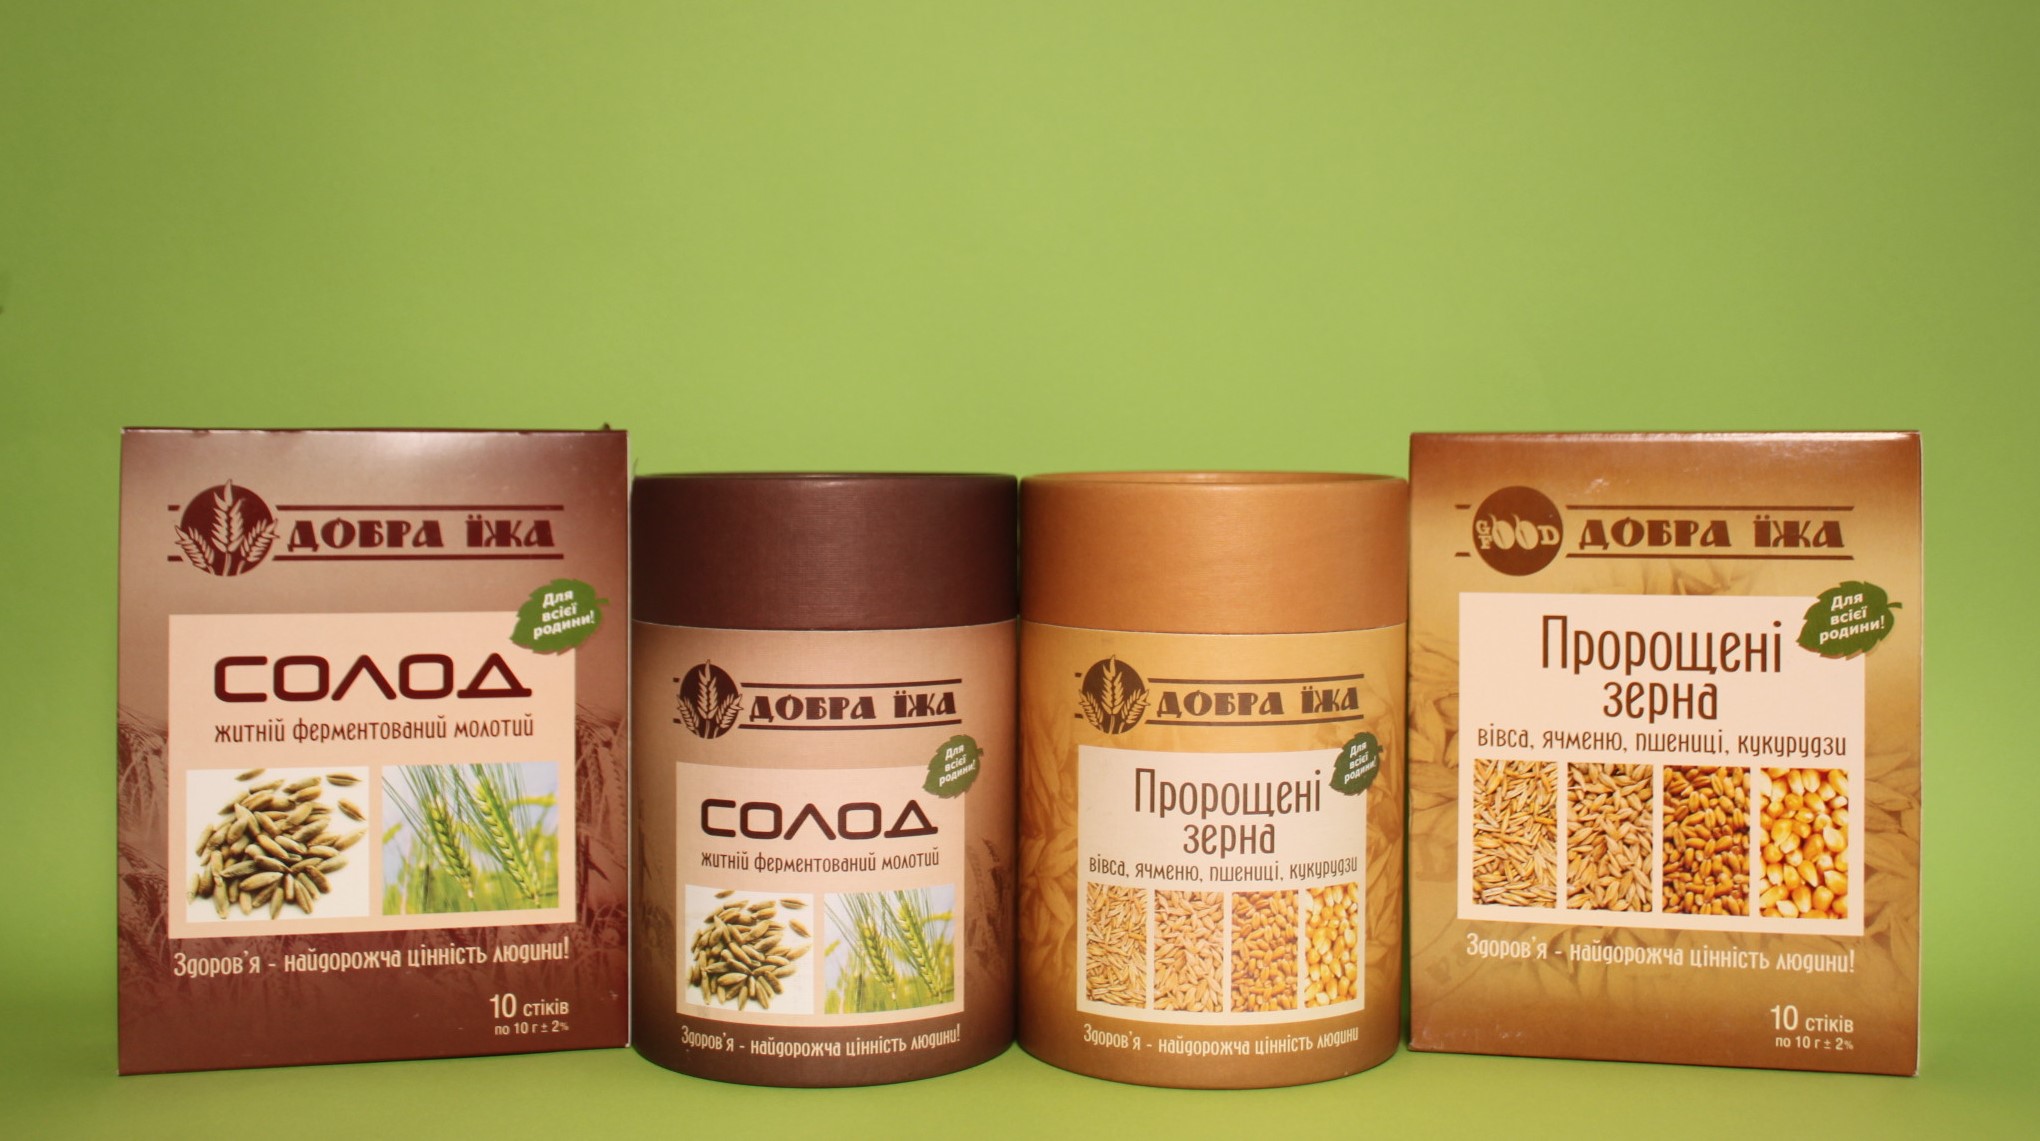 ДОБРА ЇЖА
Для
всієї
родини!
СОЛОД
житній ферментований молотий
Здоров'я - найдорожча цінність людини!
10 стіків
по 10 г ± 2%
ДОБРА ЇЖА
Для
всієї
родини!
СОЛОД
житній ферментований молотий
Здоров'я - найдорожча цінність людини!
ДОБРА ЇЖА
Для
всієї
родини!
Пророщені
зерна
вівса, ячменю, пшениці, кукурудзи
Здоров'я - найдорожча цінність людини
GOOD
FOOD
ДОБРА ЇЖА
Для
всієї
родини!
Пророщені
зерна
вівса, ячменю, пшениці, кукурудзи
Здоров'я - найдорожча цінність людини!
10 стіків
по 10 г ± 2%